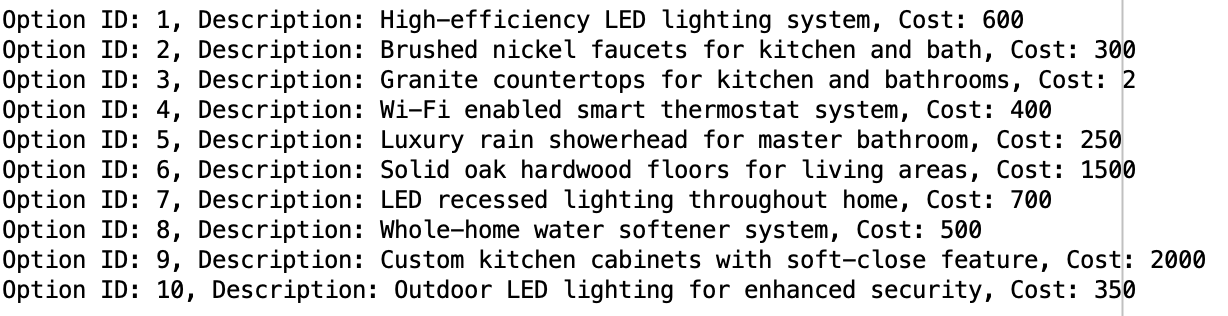 Option ID: 1, Description: High-efficiency LED lighting system, Cost: 600
Option ID: 2, Description: Brushed nickel faucets for kitchen and bath, Cost: 300
Option ID: 3, Description: Granite countertops for kitchen and bathrooms, Cost: 2
Option ID: 4, Description: Wi-Fi enabled smart thermostat system, Cost: 400
Option ID: 5, Description: Luxury rain showerhead for master bathroom, Cost: 250
Option ID: 6, Description: Solid oak hardwood floors for living areas, Cost: 1500
Option ID: 7, Description: LED recessed lighting throughout home, Cost: 700
Option ID: 8, Description: Whole-home water softener system, Cost: 500
Option ID: 9, Description: Custom kitchen cabinets with soft-close feature, Cost: 2000
Option ID: 10, Description: Outdoor LED lighting for enhanced security, Cost: 350